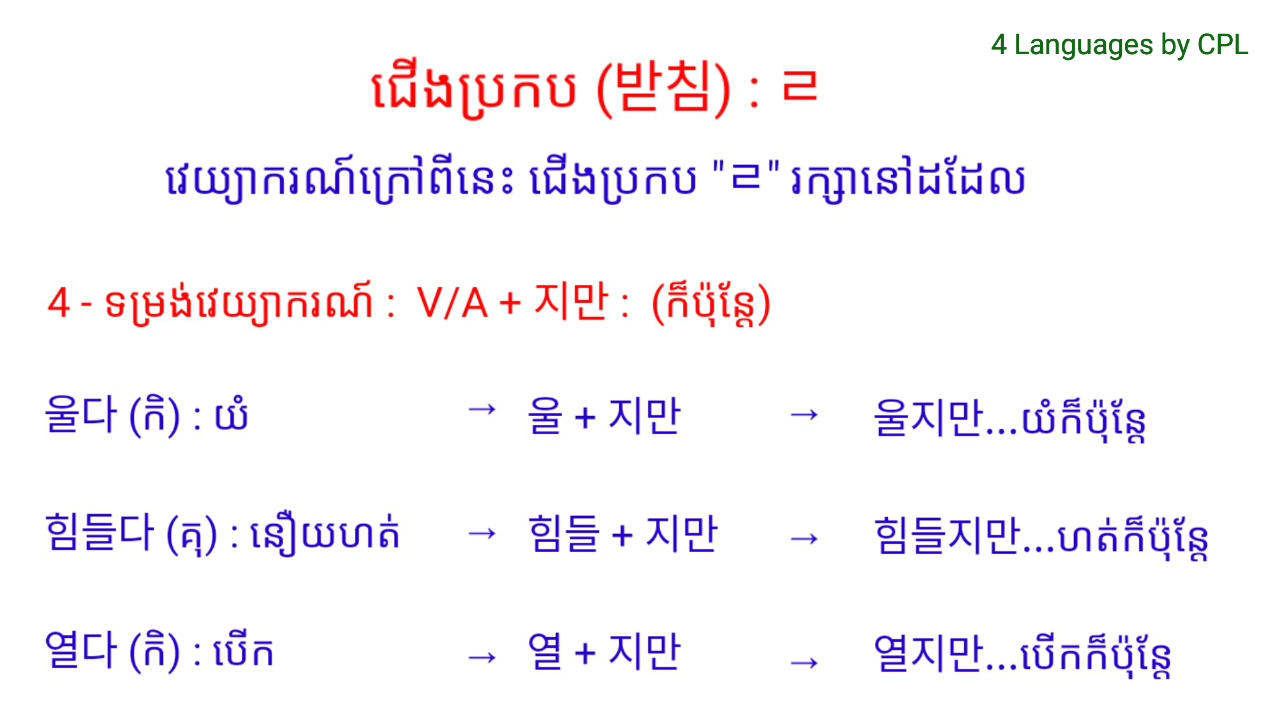 4 Languages by CPL
ជើងប្រកប (받침) : ㄹ
វេយ្យាករណ៍ក្រៅពីនេះ ជើងប្រកប "ㄹ" រក្សានៅដដែល
4 - ទម្រង់វេយ្យាករណ៍ : V/A + 지만 : (ក៏ប៉ុន្តែ)
울다 (កិ) : យំ → 울 + 지만 → 울지만...យំក៏ប៉ុន្តែ
힘들다 (គុ) : នឿយហត់ → 힘들 + 지만 → 힘들지만...ហត់ក៏ប៉ុន្តែ
열다 (កិ) : បើក → 열 + 지만 → 열지만...បើកក៏ប៉ុន្តែ